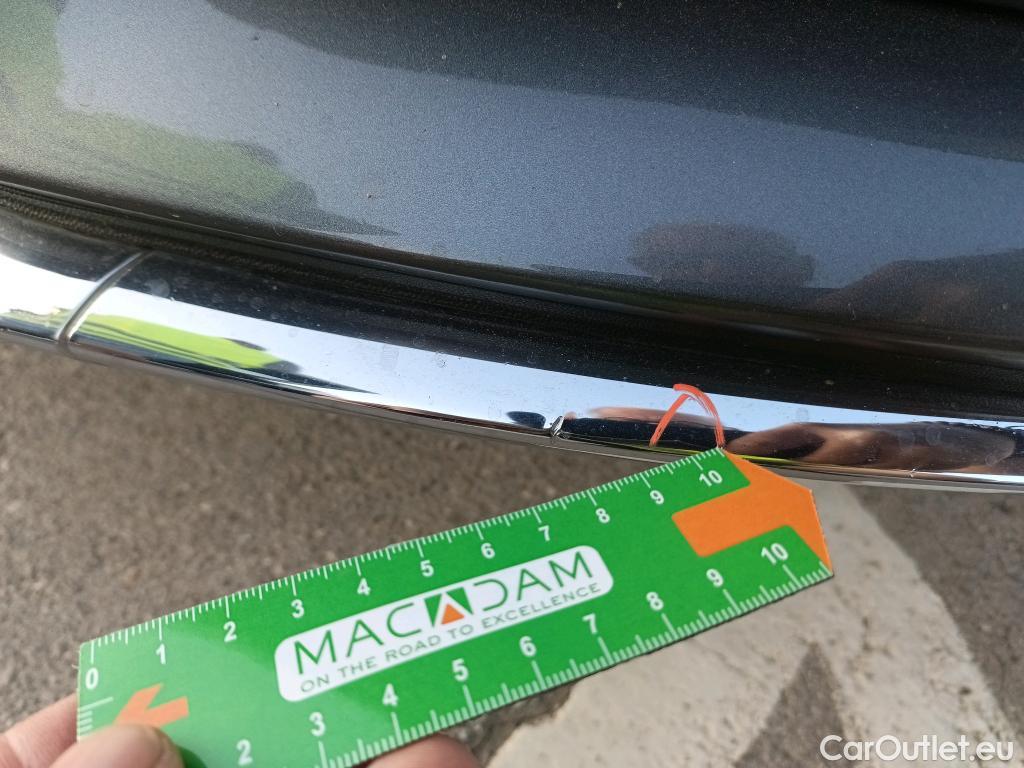 0 1 2 3 4 5 6 7 8 9 10
MACADAM
ON THE ROAD TO EXCELLENCE
2 3 4 5 6 7 8 9 10
CarOutlet.eu